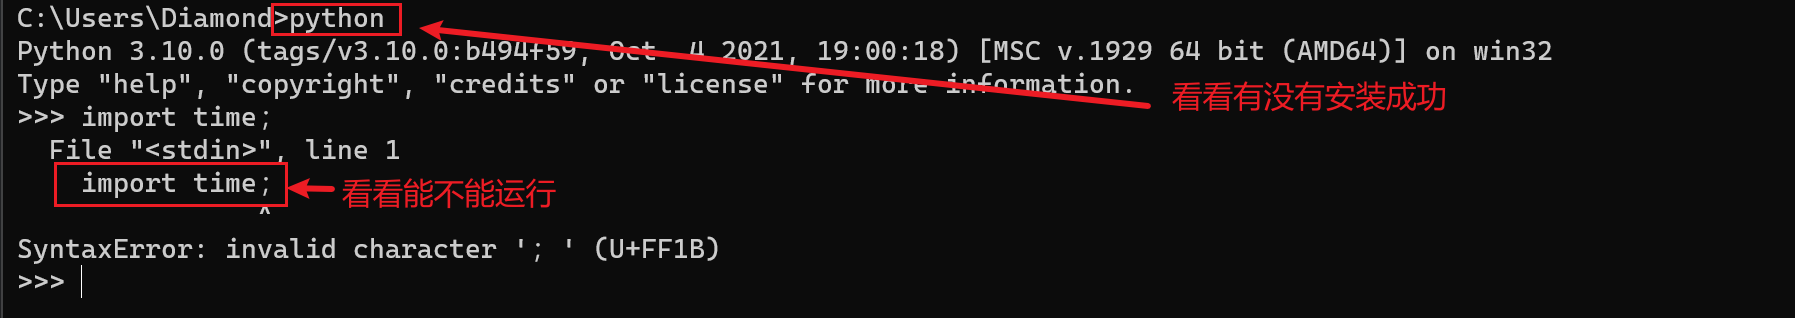 C:\Users\Diamond>python
Python 3.10.0 (tags/v3.10.0:b494f59, Oct  4 2021, 19:00:18) [MSC v.1929 64 bit (AMD64)] on win32
Type "help", "copyright", "credits" or "license" for more information.
看看有没有安装成功
>>> import time；
  File "<stdin>", line 1
    import time；
看看能不能运行
               ^
SyntaxError: invalid character '；' (U+FF1B)
>>>